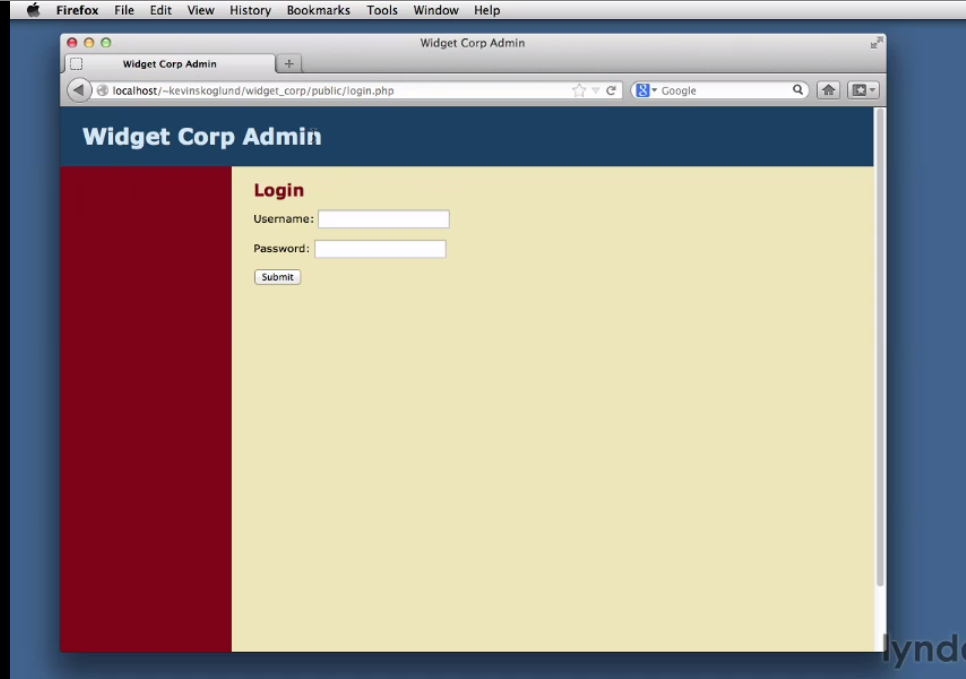 Firefox File Edit View History Bookmarks Tools Window Help
Widget Corp Admin
Widget Corp Admin
localhost/~kevinskoglund/widget_corp/public/login.php
8 Google
Widget Corp Admin
Login
Username:
Password:
Submit